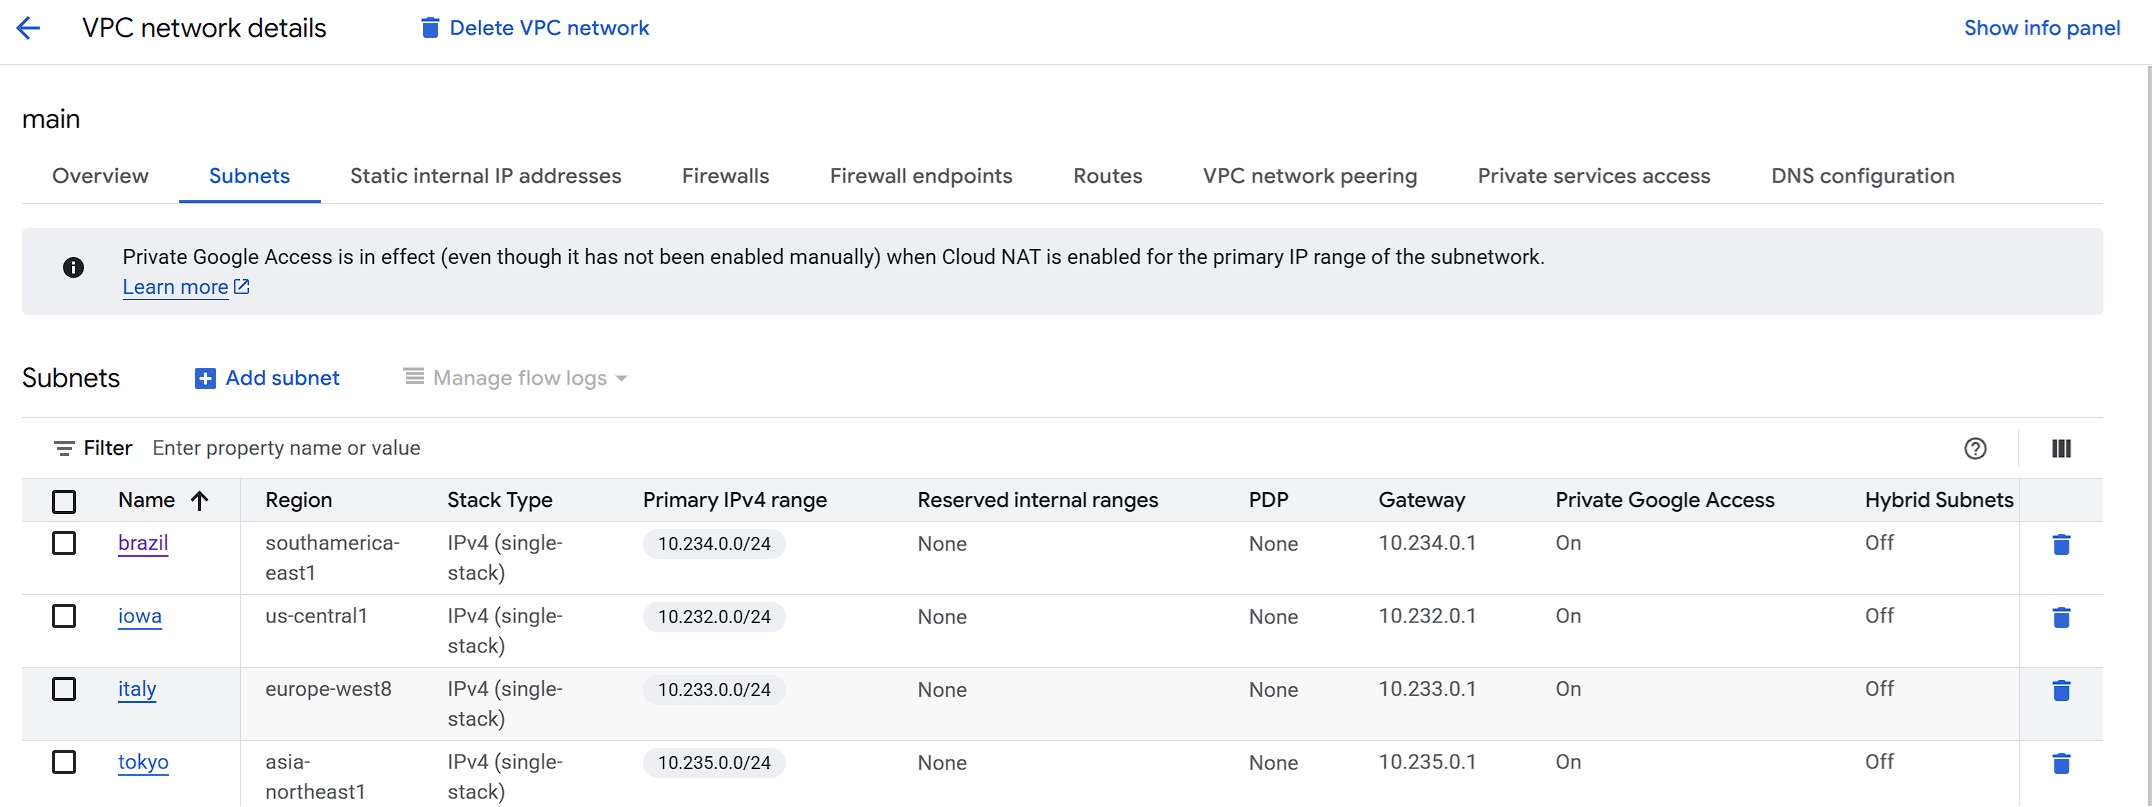 VPC network details
Delete VPC network
Show info panel
main
Overview
Subnets
Static internal IP addresses
Firewalls
Firewall endpoints
Routes
VPC network peering
Private services access
DNS configuration
Private Google Access is in effect (even though it has not been enabled manually) when Cloud NAT is enabled for the primary IP range of the subnetwork.
Learn more
Subnets
Add subnet
Manage flow logs
Filter Enter property name or value
Name Region Stack Type Primary IPv4 range Reserved internal ranges PDP Gateway Private Google Access Hybrid Subnets
brazil southamerica- IPv4 (single- 10.234.0.0/24 None None 10.234.0.1 On Off
east1 stack)
iowa us-central1 IPv4 (single- 10.232.0.0/24 None None 10.232.0.1 On Off
stack)
italy europe-west8 IPv4 (single- 10.233.0.0/24 None None 10.233.0.1 On Off
stack)
tokyo asia- IPv4 (single- 10.235.0.0/24 None None 10.235.0.1 On Off
northeast1 stack)